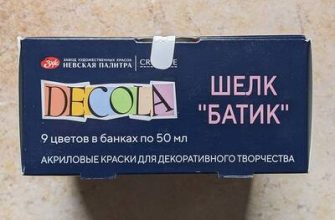 ЗАВОД ХУДОЖЕСТВЕННЫХ КРАСОК
НЕВСКАЯ ПАЛИТРА
DECOLA
ШЕЛК
"БАТИК"
9 цветов в банках по 50 мл
АКРИЛОВЫЕ КРАСКИ ДЛЯ ДЕКОРАТИВНОГО ТВОРЧЕСТВА